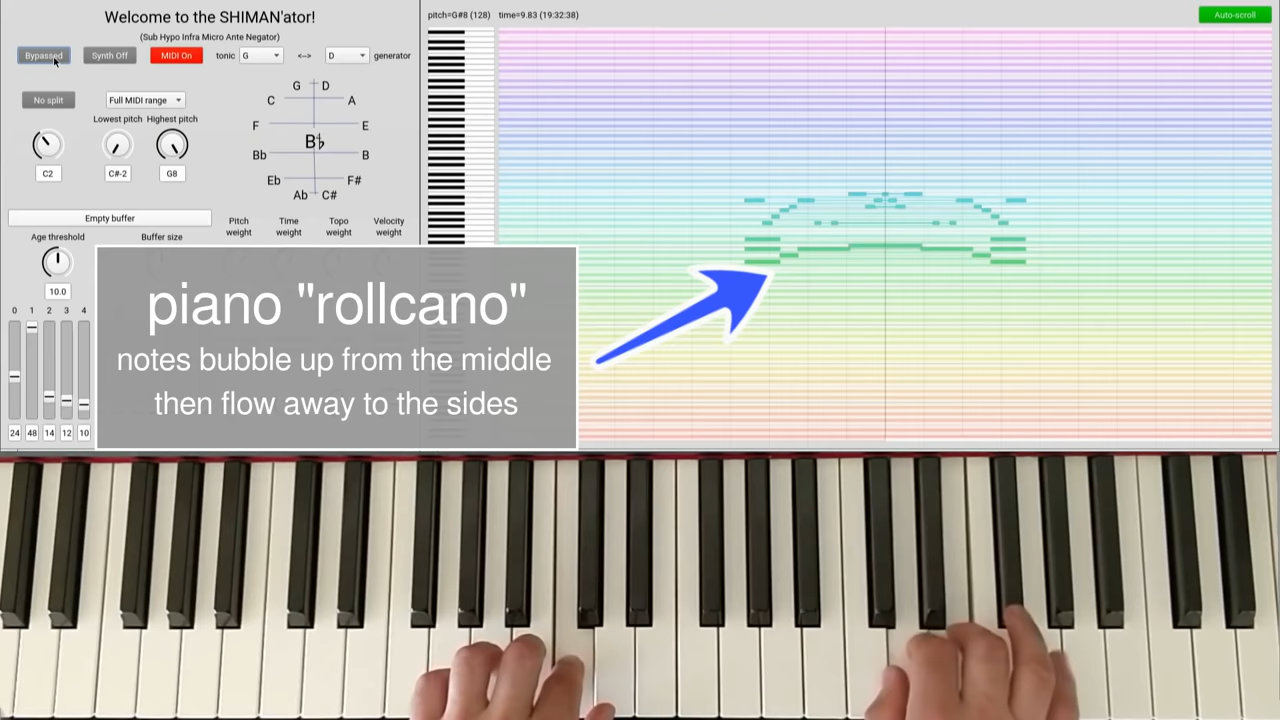 Welcome to the SHIMAN'ator!
(Sub Hypo Infra Micro Ante Negator)
Bypassed Synth Off MIDI On tonic G <-> D generator
pitch=G#8 (128) time=9.83 (19:32:38)
Auto-scroll
No split Full MIDI range
Lowest pitch Highest pitch
C2 C#-2 G8
G D
C A
F E
B♭
Bb B
Eb F#
Ab C#
Empty buffer
Age threshold Buffer size
Pitch weight Time weight Topo weight Velocity weight
10.0
0 1 2 3 4
24 48 14 12 10
piano "rollcano"
notes bubble up from the middle
then flow away to the sides